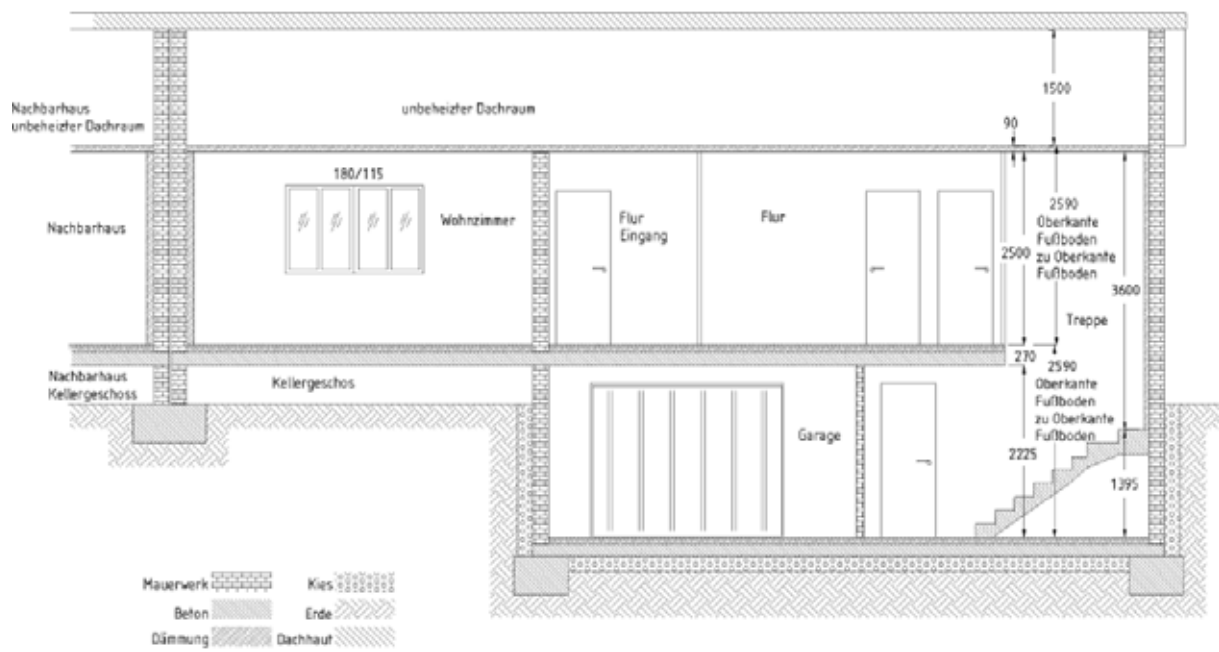 1500
Nachbarhaus
unbeheizter Dachraum
unbeheizter Dachraum
90
180/115
Nachbarhaus
Wohnzimmer
Flur
Eingang
Flur
2500
2590
Oberkante
Fußboden
zu Oberkante
Fußboden
3600
Treppe
270
2590
Oberkante
Fußboden
zu Oberkante
Fußboden
Nachbarhaus
Kellergeschoss
Kellergeschos
Garage
2225
1395
Mauerwerk
Kies
Beton
Erde
Dämmung
Dachhaut